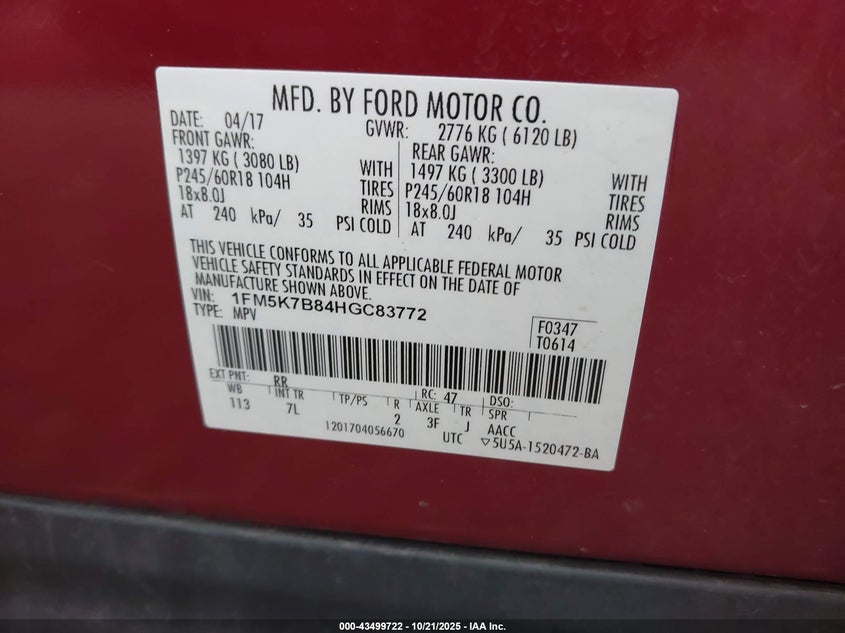 MFD. BY FORD MOTOR CO.
DATE: 04/17 GVWR: 2776 KG ( 6120 LB)
FRONT GAWR: REAR GAWR:
1397 KG ( 3080 LB) WITH 1497 KG ( 3300 LB) WITH
P245/60R18 104H TIRES P245/60R18 104H TIRES
18x8.0J RIMS 18x8.0J RIMS
AT 240 kPa/ 35 PSI COLD AT 240 kPa/ 35 PSI COLD
THIS VEHICLE CONFORMS TO ALL APPLICABLE FEDERAL MOTOR
VEHICLE SAFETY STANDARDS IN EFFECT ON THE DATE OF
MANUFACTURE SHOWN ABOVE.
VIN: 1FM5K7B84HGC83772
TYPE: MPV
F0347
T0614
EXT PNT: RR RC: 47 DSO:
WB INT TR TP/PS R AXLE TR SPR
113 7L 2 3F J AACC
1201704056670 UTC ▽5U5A-1520472-BA
000-43499722 - 10/21/2025 - IAA Inc.